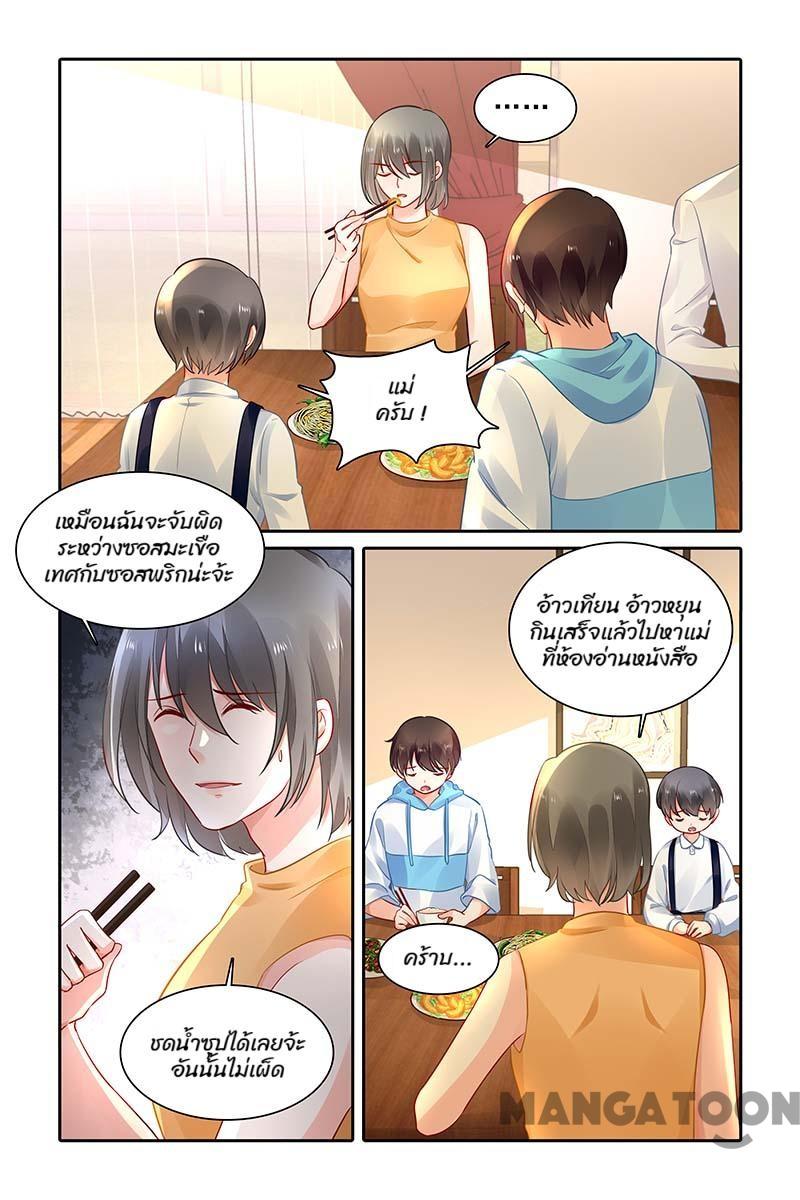 ......
แม่
ครับ !
เหมือนฉันจะจับผิด
ระหว่างซอสมะเขือ
เทศกับซอสพริกน่ะจ้ะ
ชดน้ำซุปได้เลยจ้ะ
อันนั้นไม่เผ็ด
อ้าวเทียน อ้าวหยุน
กินเสร็จแล้วไปหาแม่
ที่ห้องอ่านหนังสือ
คร้าบ...
MANGATOON